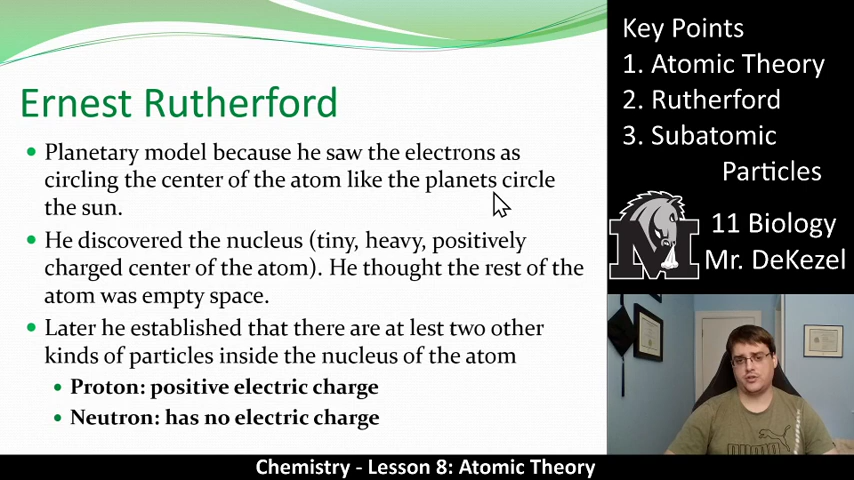 Ernest Rutherford
Planetary model because he saw the electrons as
circling the center of the atom like the planets circle
the sun.
He discovered the nucleus (tiny, heavy, positively
charged center of the atom). He thought the rest of the
atom was empty space.
Later he established that there are at lest two other
kinds of particles inside the nucleus of the atom
Proton: positive electric charge
Neutron: has no electric charge
Key Points
1. Atomic Theory
2. Rutherford
3. Subatomic
Particles
M
11 Biology
Mr. DeKezel
PUMA
Chemistry - Lesson 8: Atomic Theory